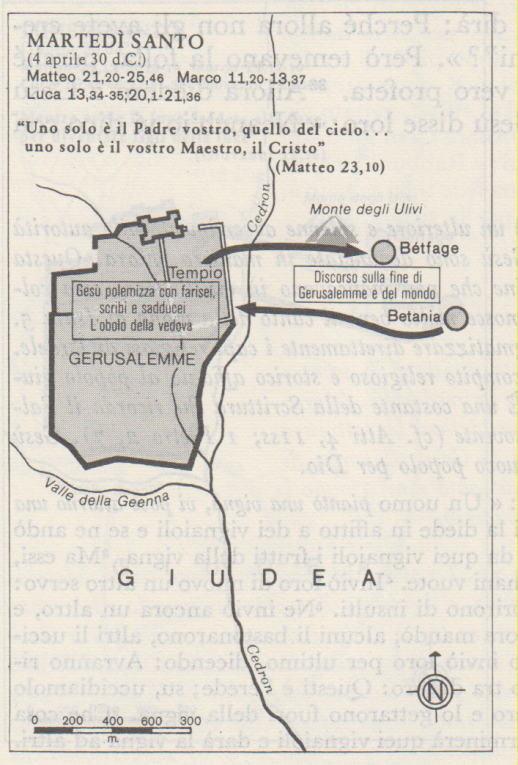 MARTEDÌ SANTO
(4 aprile 30 d.C.)
Matteo 21,20-25,46 Marco 11,20-13,37
Luca 13,34-35;20,1-21,36
"Uno solo è il Padre vostro, quello del cielo...
uno solo è il vostro Maestro, il Cristo"
(Matteo 23,10)
Cedron
Monte degli Ulivi
Bétfage
Tempio
Gesù polemizza con farisei,
scribi e sadducei
L'obolo della vedova
Discorso sulla fine di
Gerusalemme e del mondo
Betania
GERUSALEMME
Valle della Geenna
GIUDEA
Cedron
N
0 200 400 600 300
m.